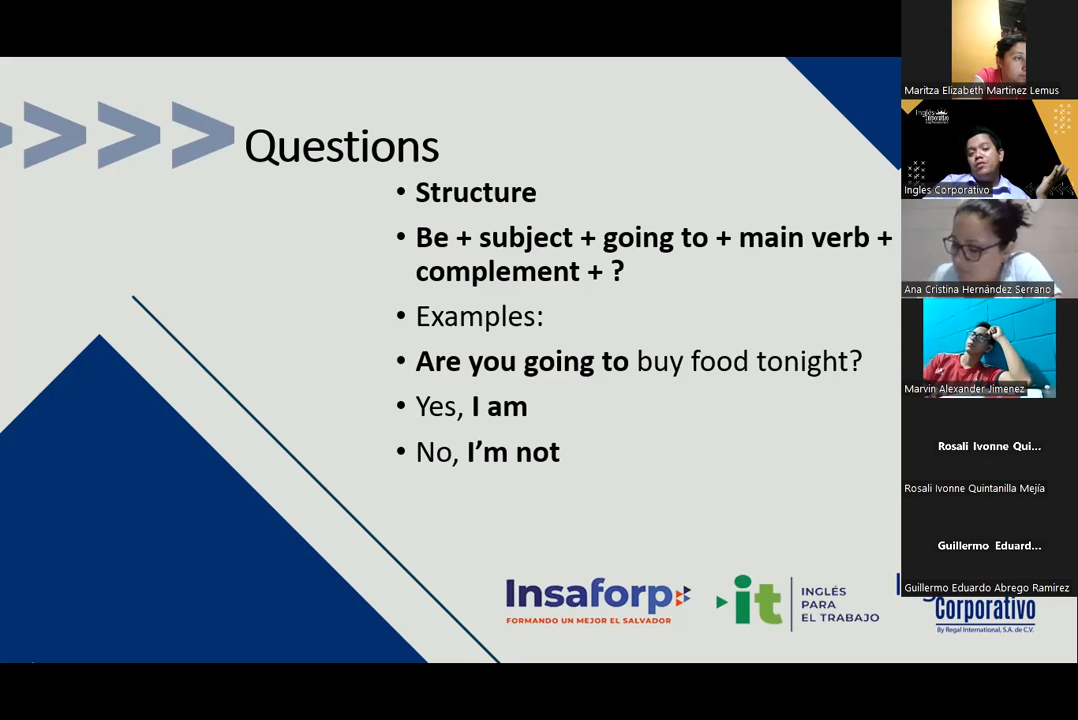 Questions
• Structure
• Be + subject + going to + main verb +
complement + ?
• Examples:
• Are you going to buy food tonight?
• Yes, I am
• No, I’m not
Insaforp
FORMANDO UN MEJOR EL SALVADOR
it
INGLÉS
PARA
EL TRABAJO
Corporativo
By Regal International, S.A. de C.V.
Maritza Elizabeth Martinez Lemus
Inglés
Corporativo
Ingles Corporativo
Ana Cristina Hernández Serrano
Marvin Alexander Jimenez
Rosali Ivonne Qui...
Rosali Ivonne Quintanilla Mejía
Guillermo Eduard...
Guillermo Eduardo Abrego Ramirez